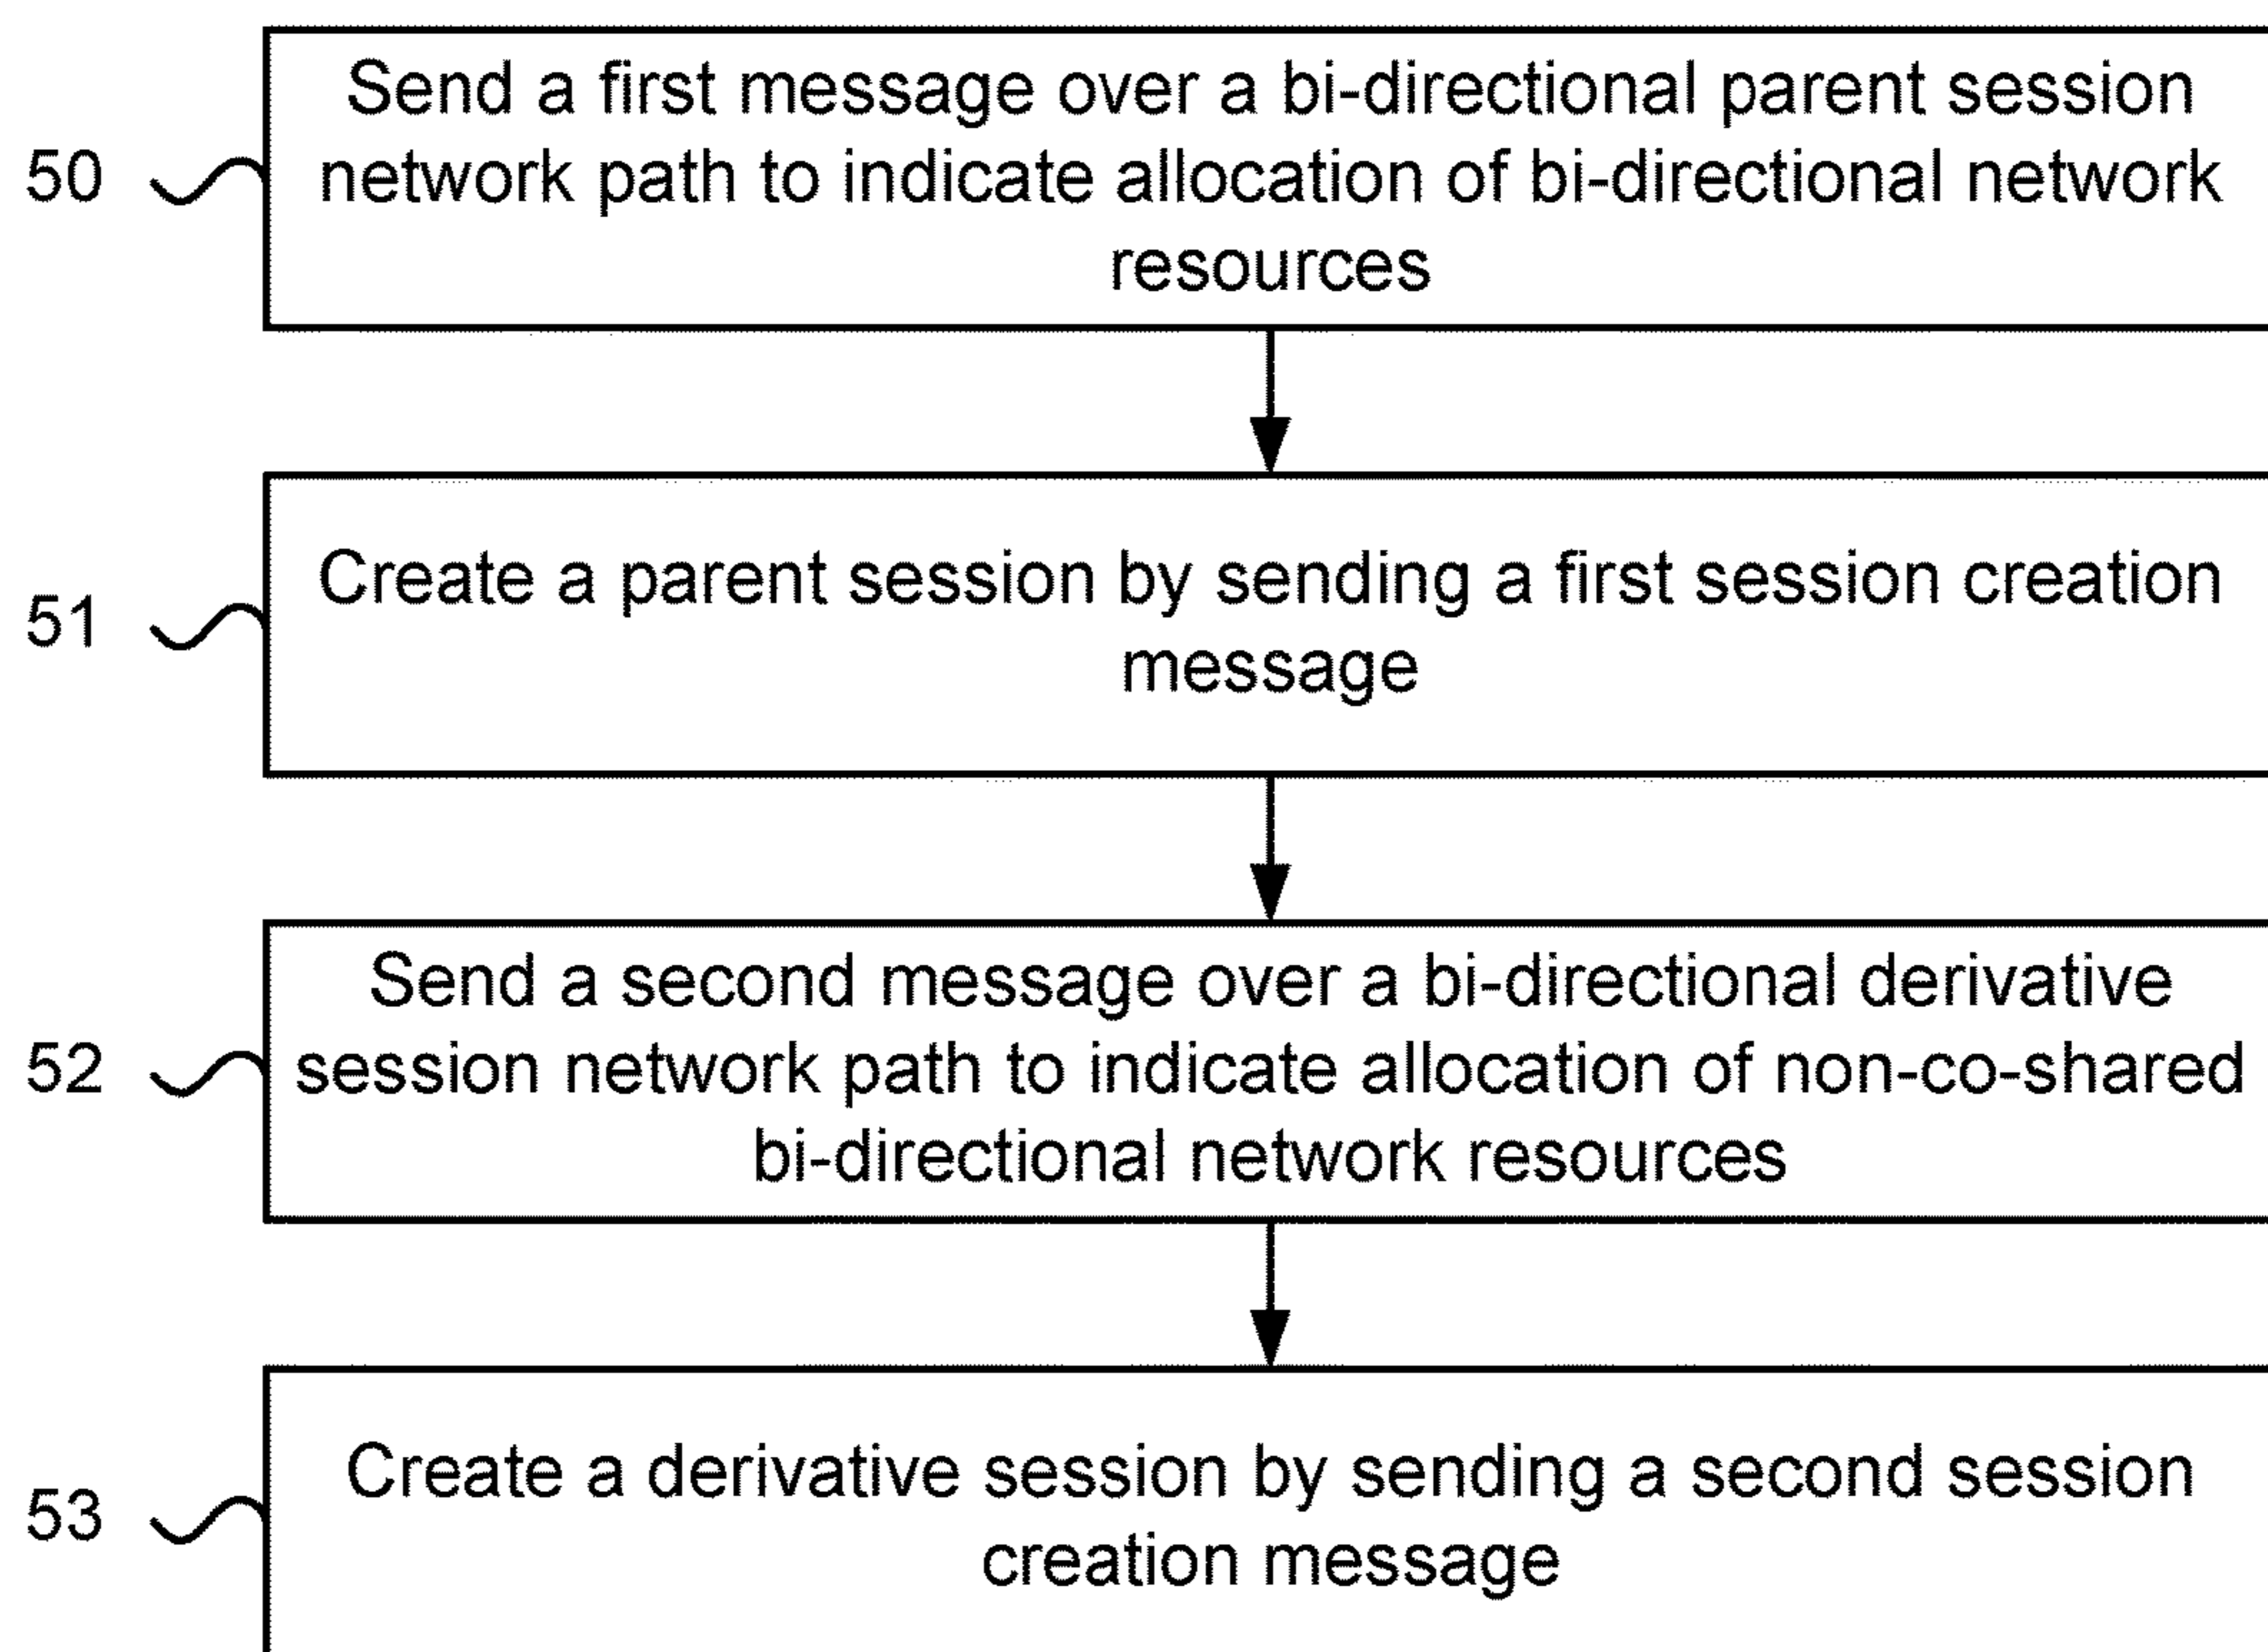 Send a first message over a bi-directional parent session
50
network path to indicate allocation of bi-directional network
resources
Create a parent session by sending a first session creation
51
message
Send a second message over a bi-directional derivative
52
session network path to indicate allocation of non-co-shared
bi-directional network resources
Create a derivative session by sending a second session
53
creation message